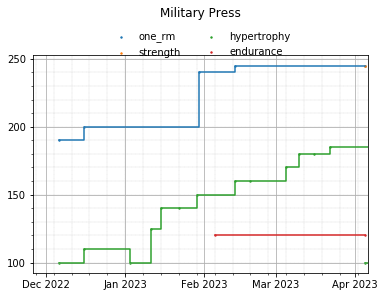 Military Press
one_rm
hypertrophy
strength
endurance
250
200
150
100
Dec 2022
Jan 2023
Feb 2023
Mar 2023
Apr 2023